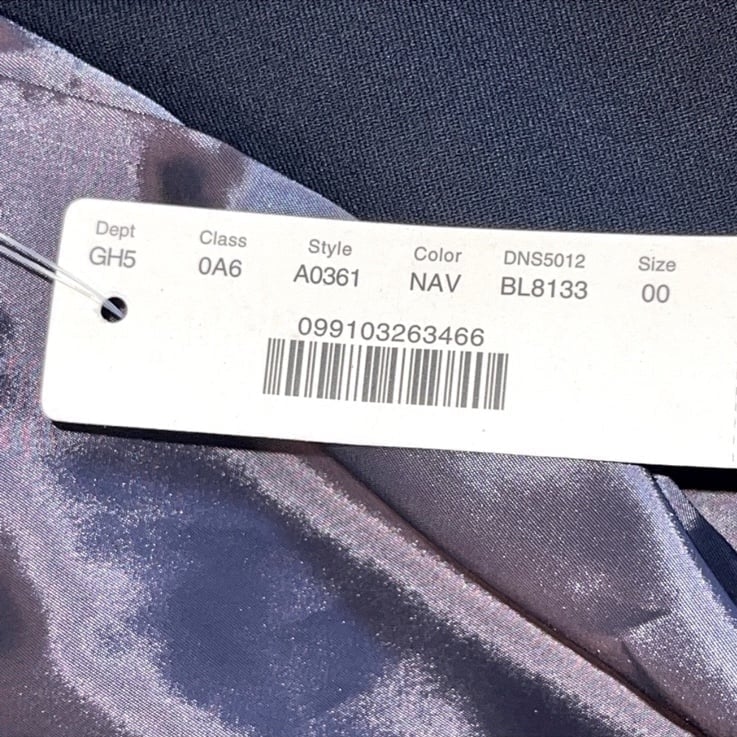 Dept Class Style Color DNS5012 Size
GH5 0A6 A0361 NAV BL8133 00
099103263466